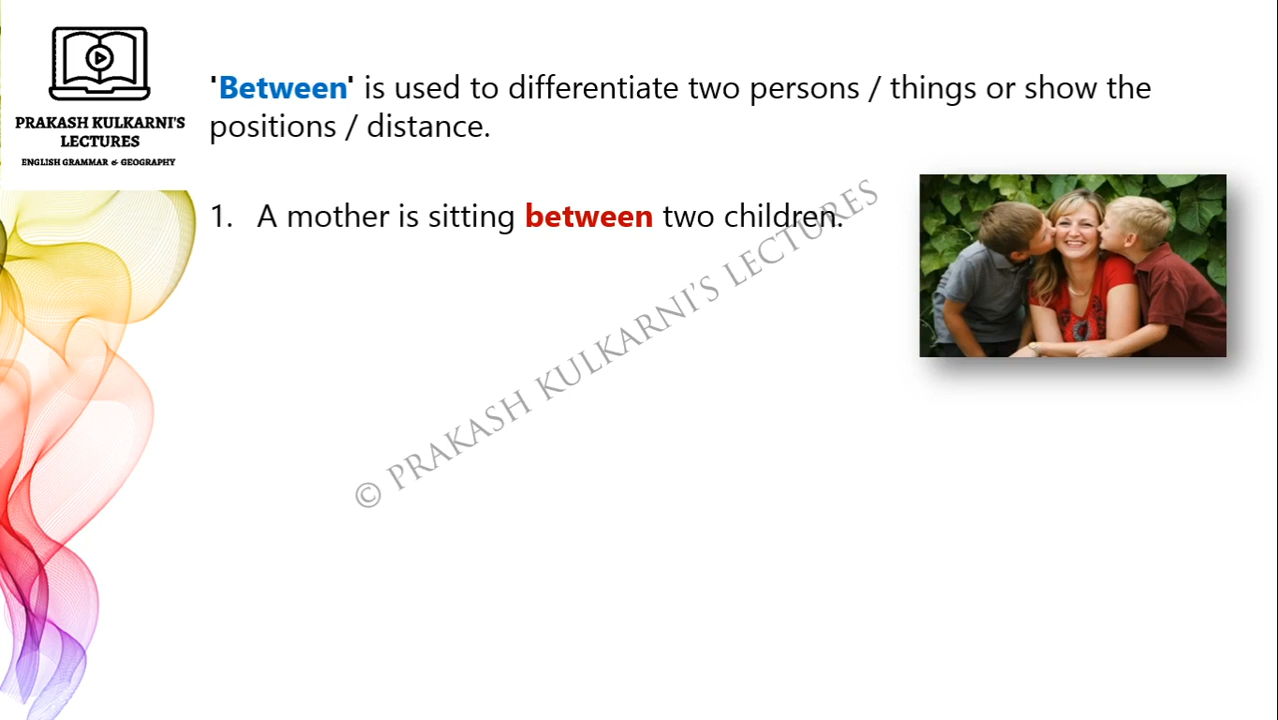 PRAKASH KULKARNI'S
LECTURES
ENGLISH GRAMMAR & GEOGRAPHY
'Between' is used to differentiate two persons / things or show the
positions / distance.
1. A mother is sitting between two children.
© PRAKASH KULKARNI'S LECTURES